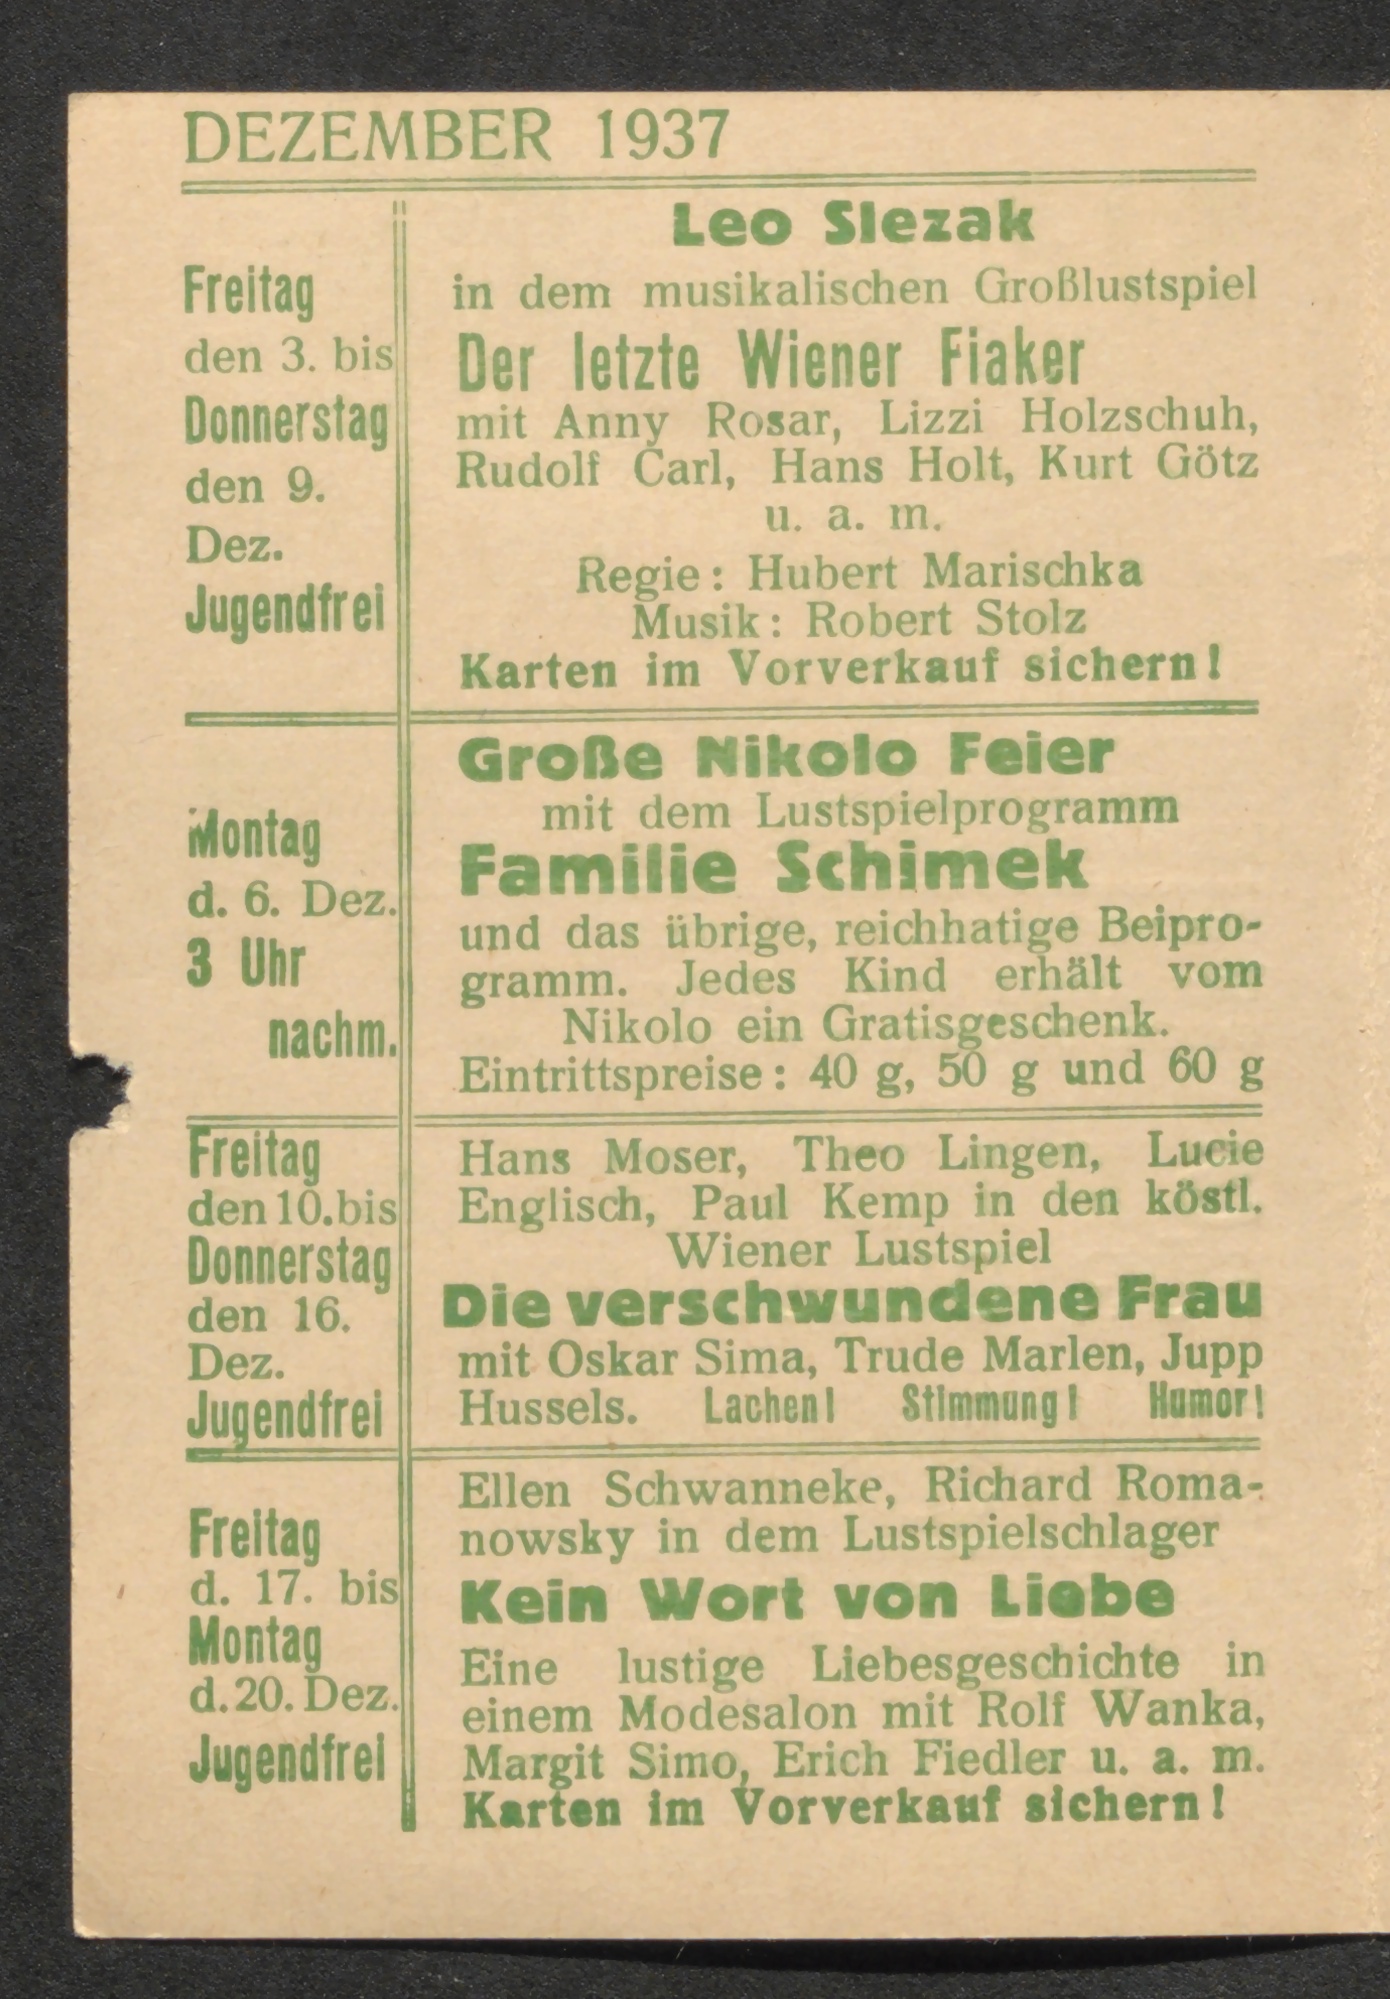 DEZEMBER 1937
Freitag
den 3. bis
Donnerstag
den 9.
Dez.
Jugendfrei
Leo Slezak
in dem musikalischen Großlustspiel
Der letzte Wiener Fiaker
mit Anny Rosar, Lizzi Holzschuh,
Rudolf Carl, Hans Holt, Kurt Götz
u. a. m.
Regie: Hubert Marischka
Musik: Robert Stolz
Karten im Vorverkauf sichern!
Montag
d. 6. Dez.
3 Uhr
nachm.
Große Nikolo Feier
mit dem Lustspielprogramm
Familie Schimek
und das übrige, reichhatige Beipro-
gramm. Jedes Kind erhält vom
Nikolo ein Gratisgeschenk.
Eintrittspreise: 40 g, 50 g und 60 g
Freitag
den 10. bis
Donnerstag
den 16.
Dez.
Jugendfrei
Hans Moser, Theo Lingen, Lucie
Englisch, Paul Kemp in den köstl.
Wiener Lustspiel
Die verschwundene Frau
mit Oskar Sima, Trude Marlen, Jupp
Hussels. Lachen! Stimmung! Humor!
Freitag
d. 17. bis
Montag
d. 20. Dez.
Jugendfrei
Ellen Schwanneke, Richard Roma-
nowsky in dem Lustspielschlager
Kein Wort von Liebe
Eine lustige Liebesgeschichte in
einem Modesalon mit Rolf Wanka,
Margit Simo, Erich Fiedler u. a. m.
Karten im Vorverkauf sichern!